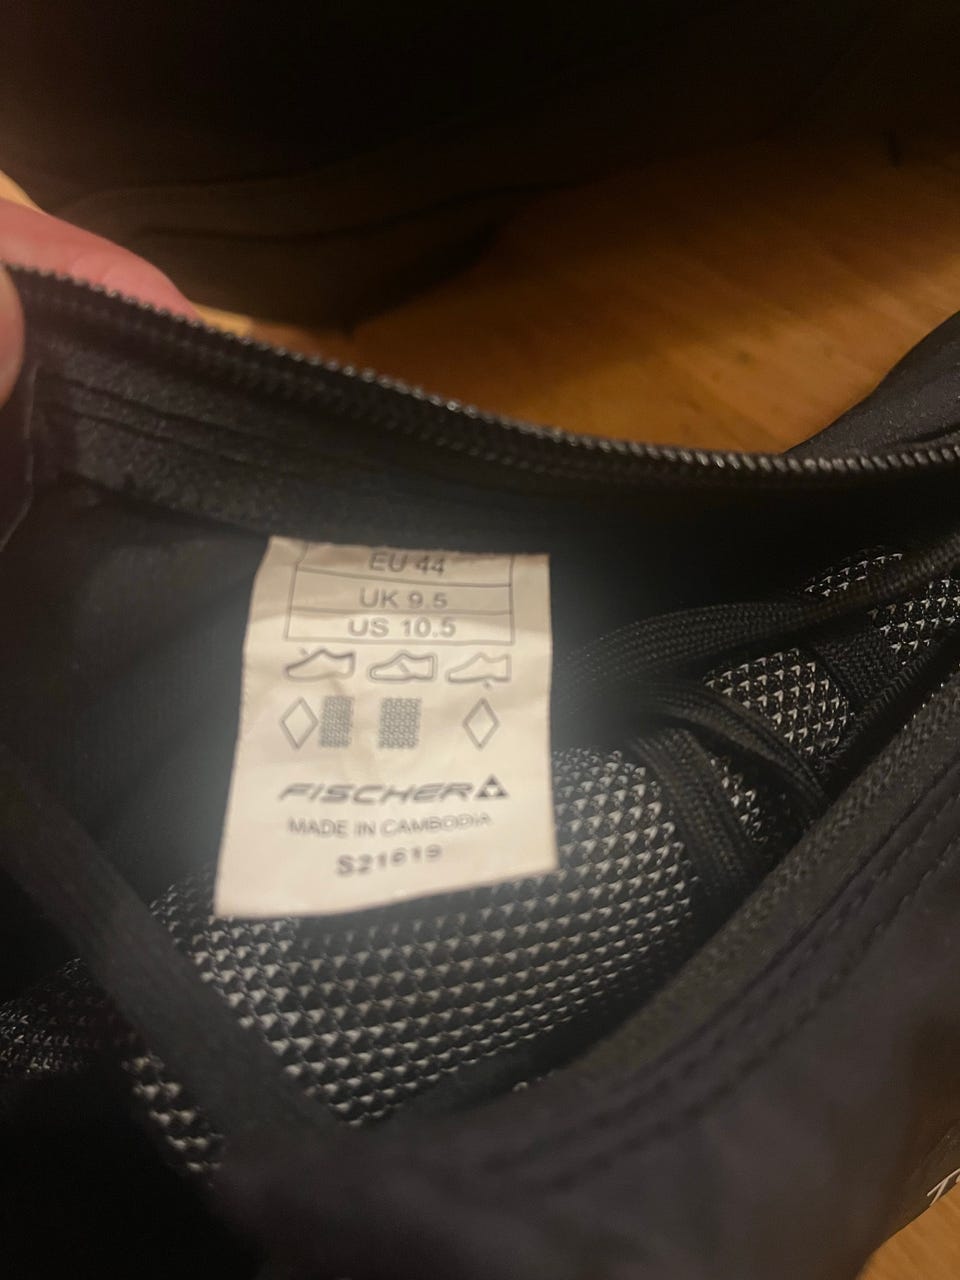 EU 44
UK 9.5
US 10.5
FISCHER
MADE IN CAMBODIA
S21619